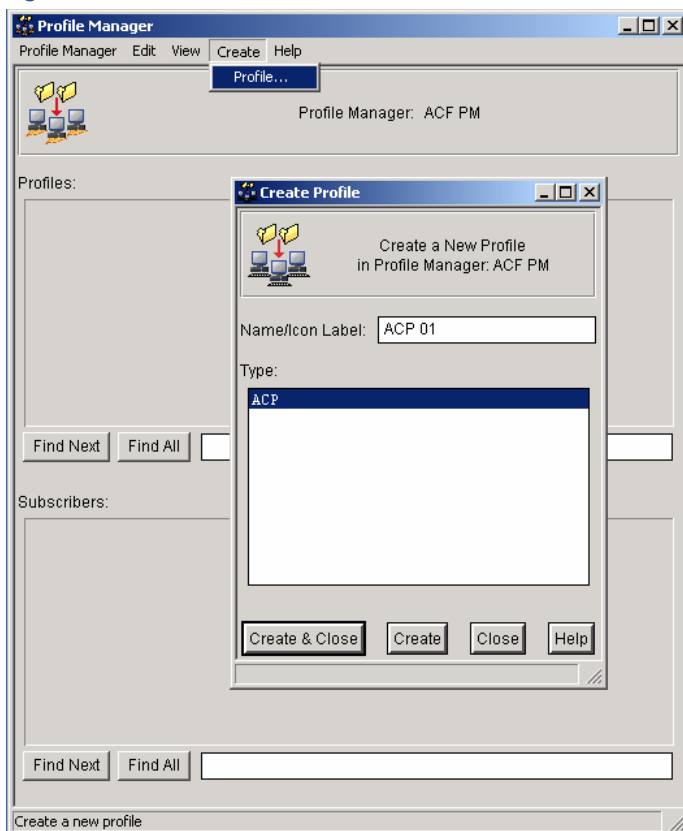 Profile Manager
Profile Manager Edit View Create Help
Profile...
Profile Manager: ACF PM
Profiles:
Create Profile
Create a New Profile
in Profile Manager: ACF PM
Name/Icon Label: ACP 01
Type:
ACP
Find Next Find All
Subscribers:
Create & Close Create Close Help
Find Next Find All
Create a new profile